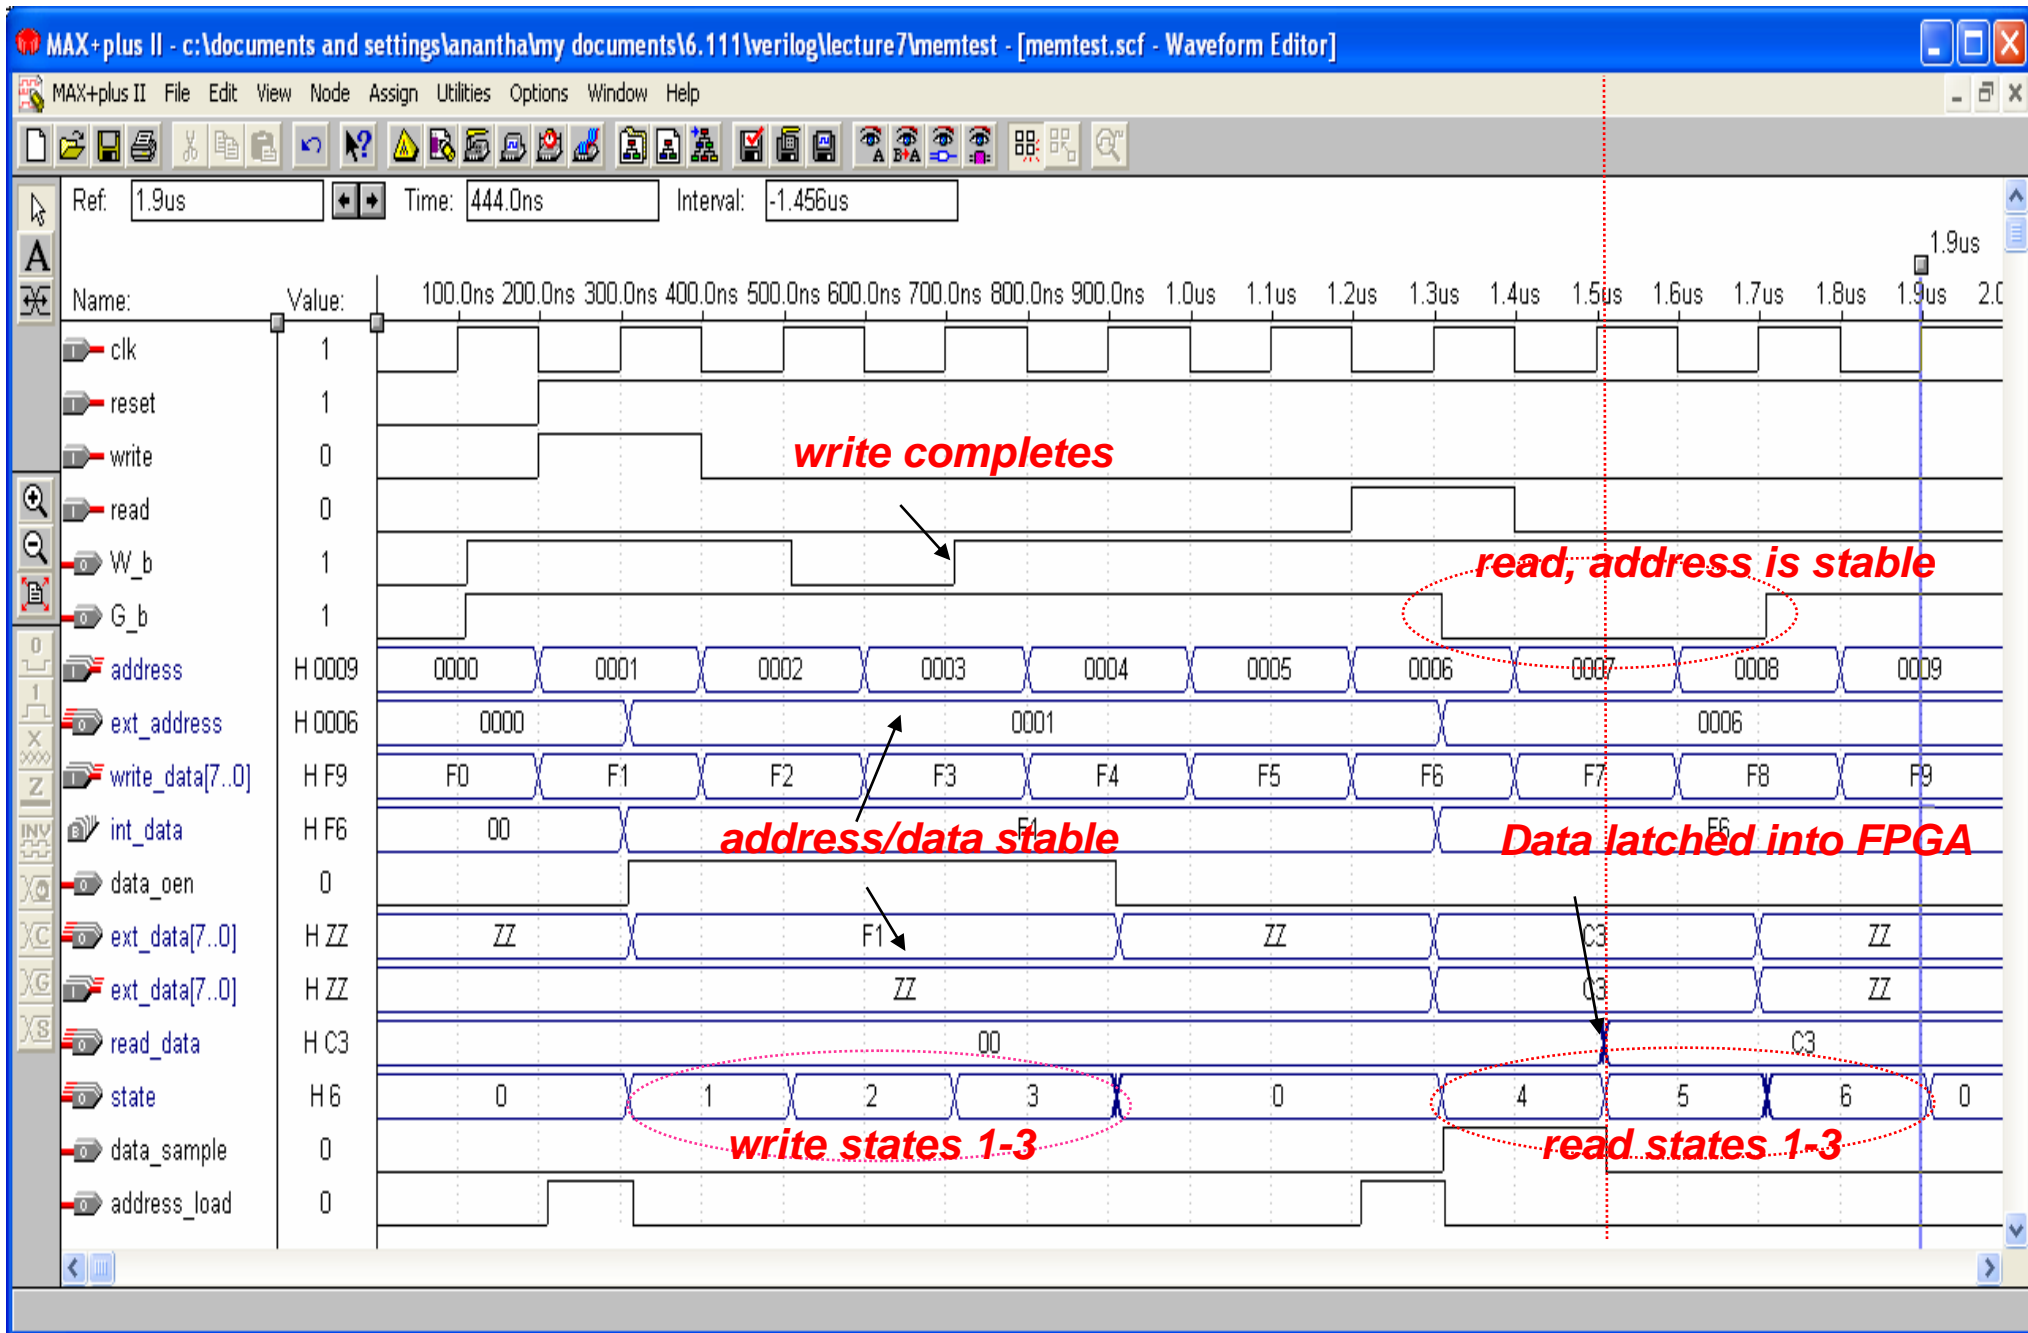 MAX+plus II - c:\documents and settings\anantha\my documents\6.111\verilog\lecture7\memtest - [memtest.scf - Waveform Editor]
MAX+plus II File Edit View Node Assign Utilities Options Window Help
Ref: 1.9us Time: 444.0ns Interval: -1.456us
1.9us
Name: Value: 100.0ns 200.0ns 300.0ns 400.0ns 500.0ns 600.0ns 700.0ns 800.0ns 900.0ns 1.0us 1.1us 1.2us 1.3us 1.4us 1.5us 1.6us 1.7us 1.8us 1.9us 2.0
clk 1
reset 1
write 0
write completes
read 0
W_b 1
read, address is stable
G_b 1
address H 0009 0000 0001 0002 0003 0004 0005 0006 0007 0008 0009
ext_address H 0006 0000 0001 0006
write_data[7..0] H F9 F0 F1 F2 F3 F4 F5 F6 F7 F8 F9
int_data H F6 00 F1 F6
address/data stable Data latched into FPGA
data_oen 0
ext_data[7..0] H ZZ ZZ F1 ZZ C3 ZZ
ext_data[7..0] H ZZ ZZ C3 ZZ
read_data H C3 00 C3
state H 6 0 1 2 3 0 4 5 6 0
write states 1-3 read states 1-3
data_sample 0
address_load 0